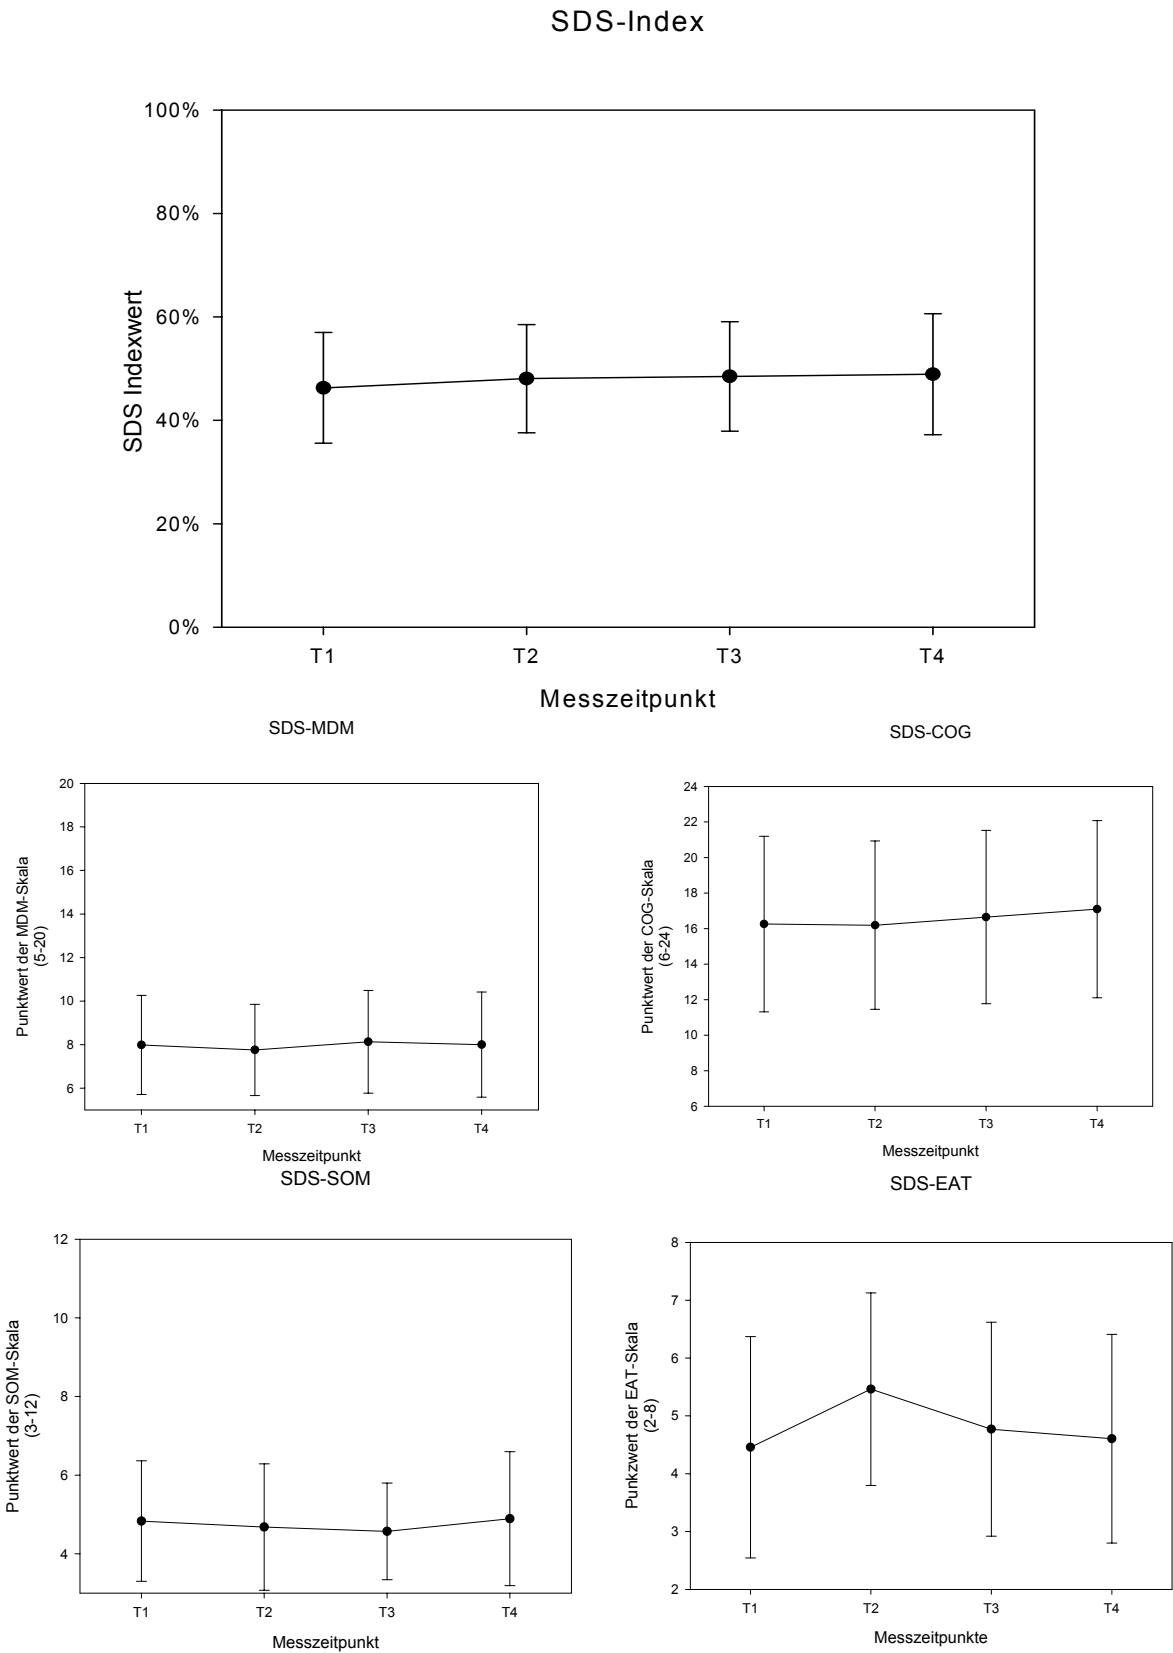 SDS-Index
100%
80%
60%
40%
20%
0%
SDS Indexwert
T1 T2 T3 T4
Messzeitpunkt
SDS-MDM
20
18
16
14
12
10
8
6
Punktwert der MDM-Skala
(5-20)
T1 T2 T3 T4
Messzeitpunkt
SDS-COG
24
22
20
18
16
14
12
10
8
6
Punktwert der COG-Skala
(6-24)
T1 T2 T3 T4
Messzeitpunkt
SDS-SOM
12
10
8
6
4
Punktwert der SOM-Skala
(3-12)
T1 T2 T3 T4
Messzeitpunkt
SDS-EAT
8
7
6
5
4
3
2
Punkzwert der EAT-Skala
(2-8)
T1 T2 T3 T4
Messzeitpunkte